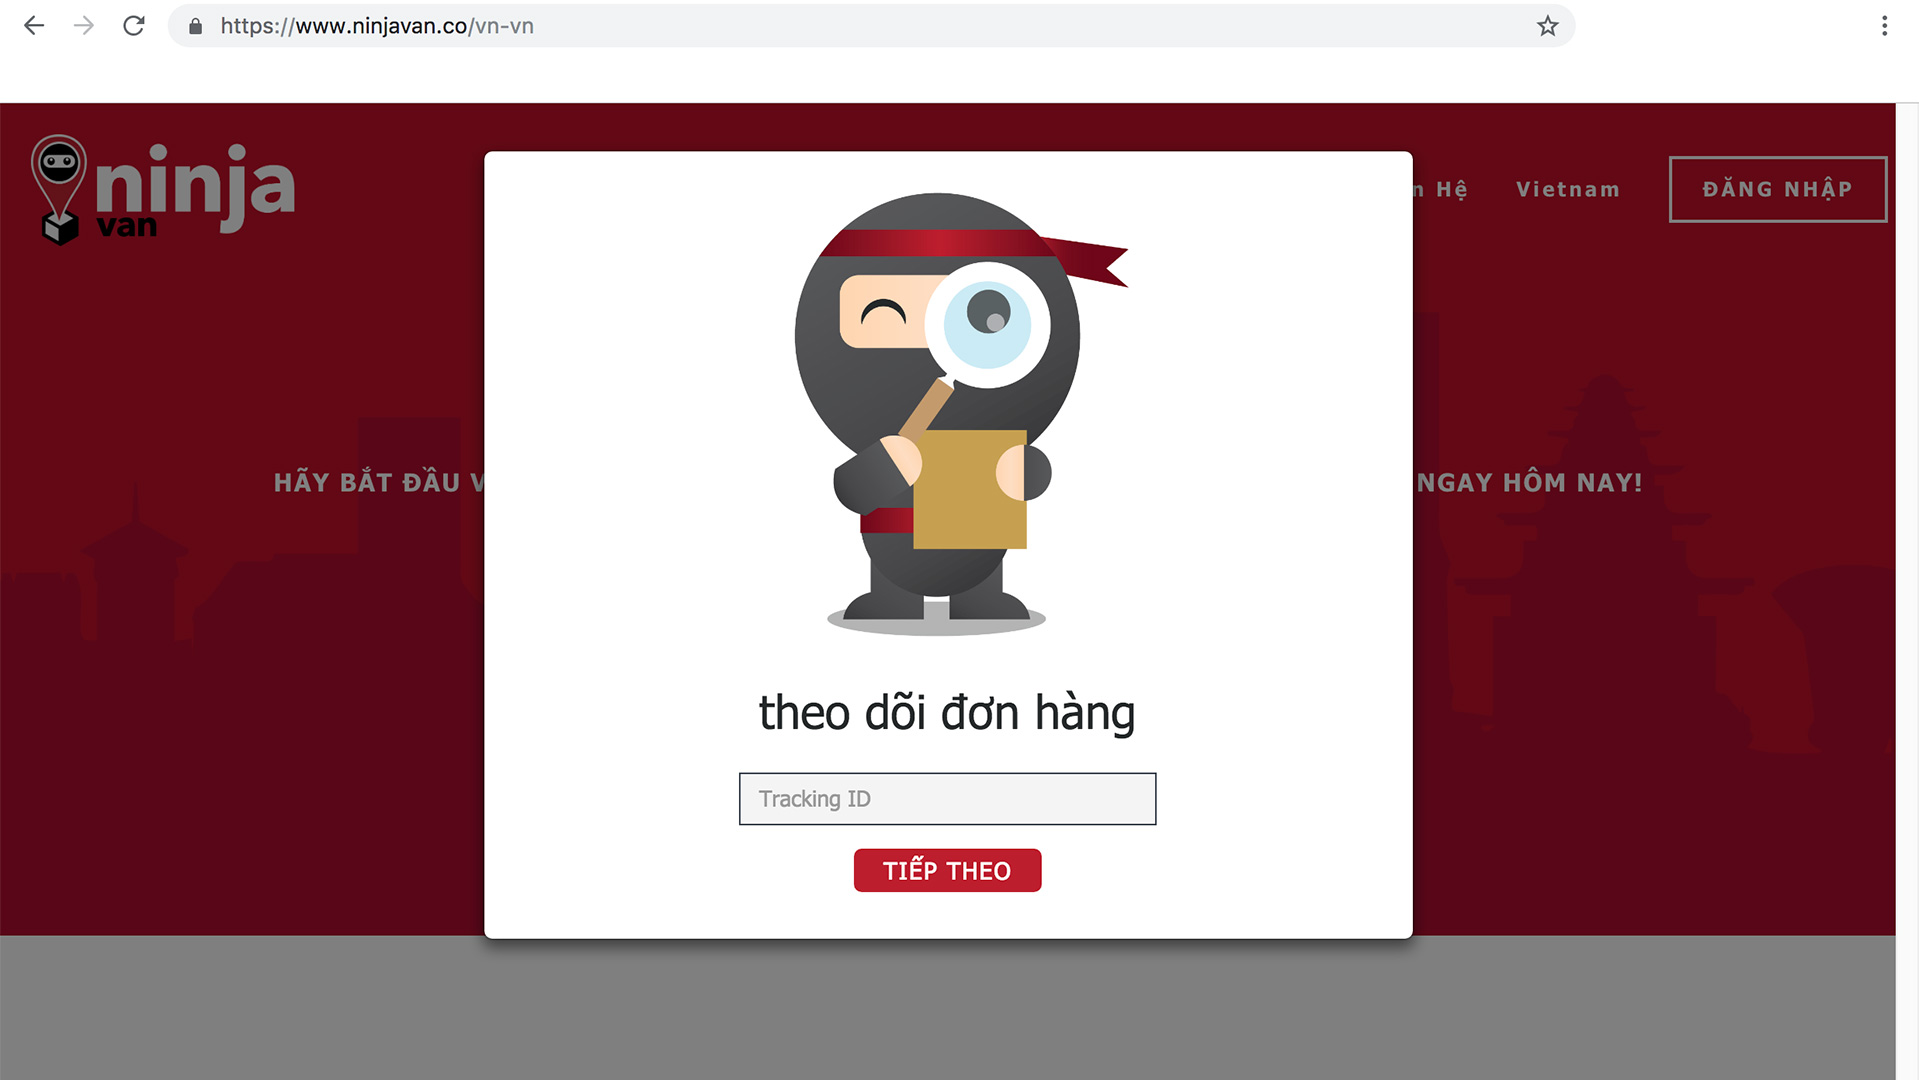 https://www.ninjavan.co/vn-vn
ninja
van
n Hệ
Vietnam
ĐĂNG NHẬP
HÃY BẮT ĐẦU V
NGAY HÔM NAY!
theo dõi đơn hàng
Tracking ID
TIẾP THEO